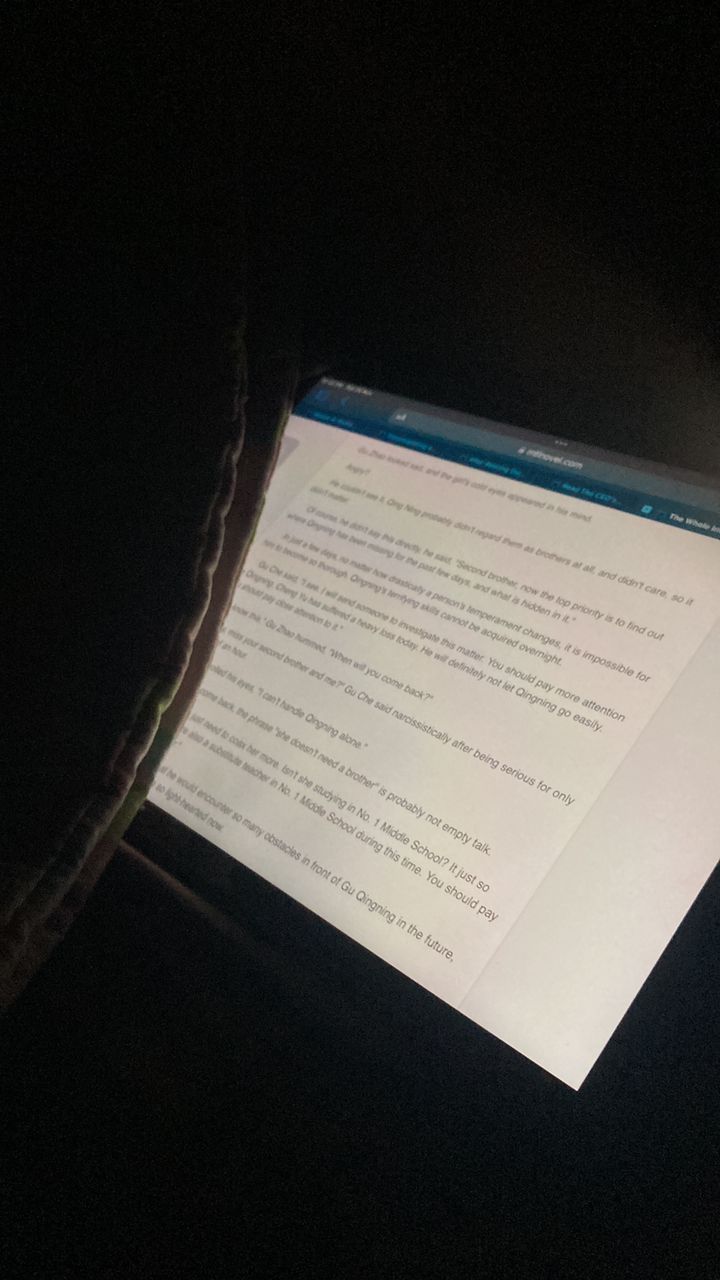 mtlnovel.com
Read The CEO's
The Whole
Gu Zhao looked sad, and the girl's cold eyes appeared in his mind.
Angry?
He couldn't see it, Qing Ning probably didn't regard them as brothers at all, and didn't care, so it
didn't matter.
Of course, he didn't say this directly, he said, "Second brother, now the top priority is to find out
where Qingning has been missing for the past few days, and what is hidden in it."
In just a few days, no matter how drastically a person's temperament changes, it is impossible for
to become so thorough. Qingning's terrifying skills cannot be acquired overnight.
Gu Che said, "I see, I will send someone to investigate this matter. You should pay more attention
Qingning. Cheng Yu has suffered a heavy loss today. He will definitely not let Qingning go easily.
should pay close attention to it."
know this," Gu Zhao hummed, "When will you come back?"
miss your second brother and me?" Gu Che said narcissistically after being serious for only
an hour.
rolled his eyes, "I can't handle Qingning alone."
come back, the phrase "she doesn't need a brother" is probably not empty talk.
just need to coax her more. Isn't she studying in No. 1 Middle School? It just so
also a substitute teacher in No. 1 Middle School during this time. You should pay
he would encounter so many obstacles in front of Gu Qingning in the future,
so light-hearted now.